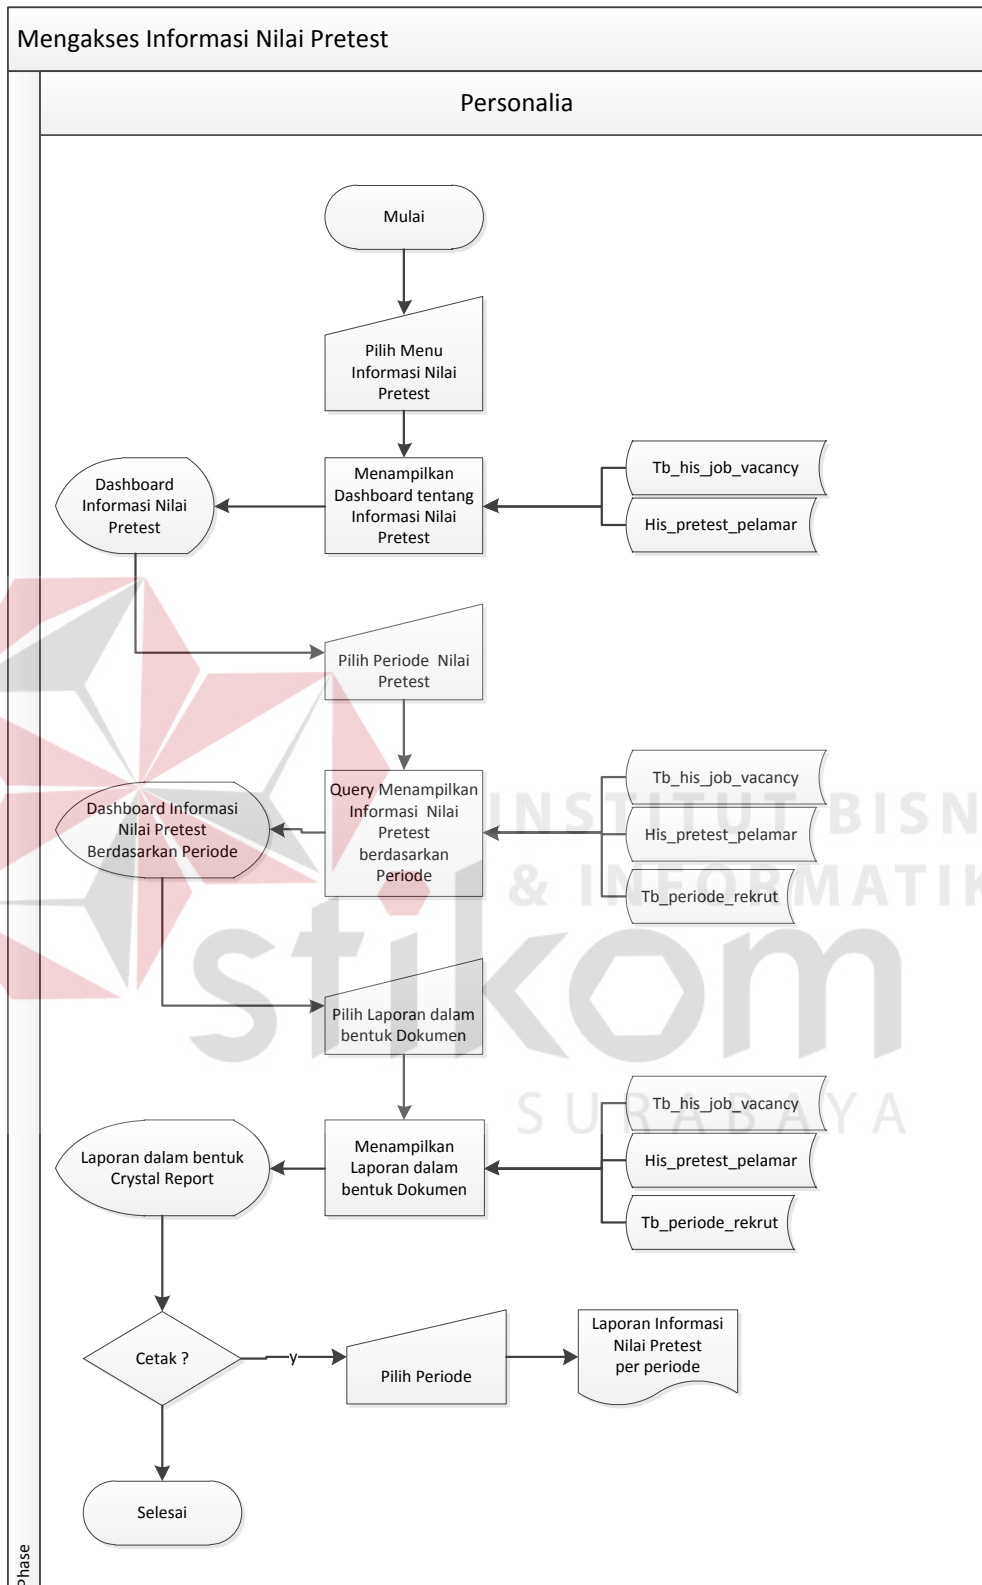 Mengakses Informasi Nilai Pretest
Personalia
Mulai
Pilih Menu
Informasi Nilai
Pretest
Menampilkan
Dashboard tentang
Informasi Nilai
Pretest
Dashboard
Informasi Nilai
Pretest
Tb_his_job_vacancy
His_pretest_pelamar
Pilih Periode  Nilai
Pretest
Query Menampilkan
Informasi  Nilai
Pretest
berdasarkan
Periode
Dashboard Informasi
Nilai Pretest
Berdasarkan Periode
Tb_his_job_vacancy
His_pretest_pelamar
Tb_periode_rekrut
INSTITUT BISN
& INFORMATIK
stikom
SURABAYA
Pilih Laporan dalam
bentuk Dokumen
Menampilkan
Laporan dalam
bentuk Dokumen
Laporan dalam bentuk
Crystal Report
Tb_his_job_vacancy
His_pretest_pelamar
Tb_periode_rekrut
Cetak ?
y
Pilih Periode
Laporan Informasi
Nilai Pretest
per periode
Selesai
Phase